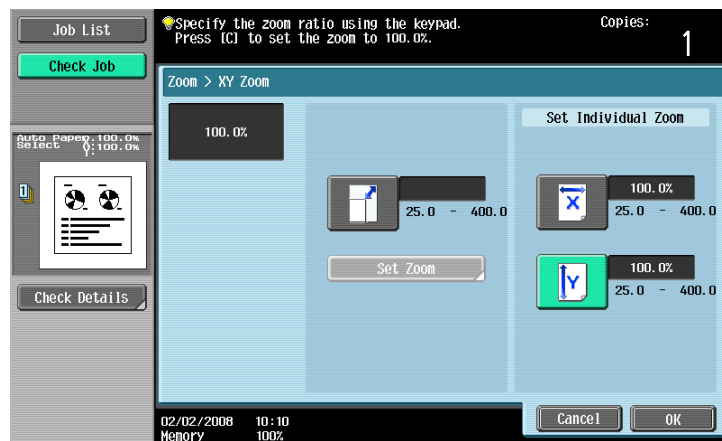 Job List
Check Job
Specify the zoom ratio using the keypad.
Press [C] to set the zoom to 100.0%.
Copies:
1
Zoom > XY Zoom
Auto Paper
Select
X:100.0%
Y:100.0%
1
Check Details
100.0%
25.0 - 400.0
Set Zoom
Set Individual Zoom
X
100.0%
25.0 - 400.0
Y
100.0%
25.0 - 400.0
02/02/2008 10:10
Memory 100%
Cancel
OK